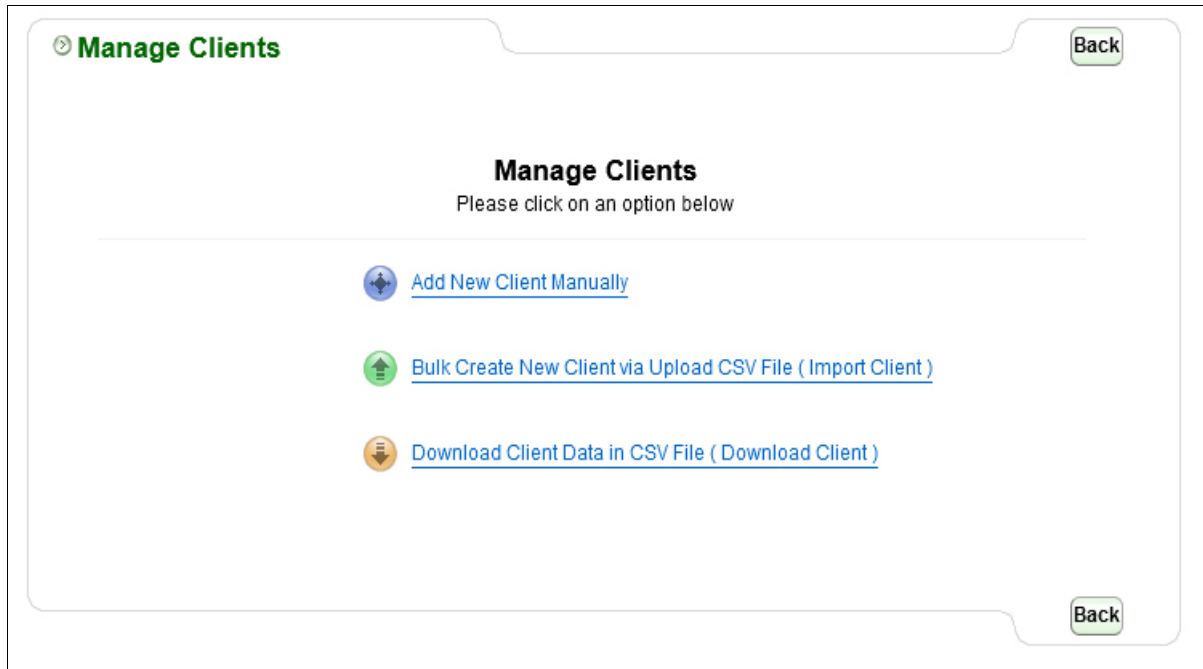 Manage Clients
Back
Manage Clients
Please click on an option below
Add New Client Manually
Bulk Create New Client via Upload CSV File ( Import Client )
Download Client Data in CSV File ( Download Client )
Back